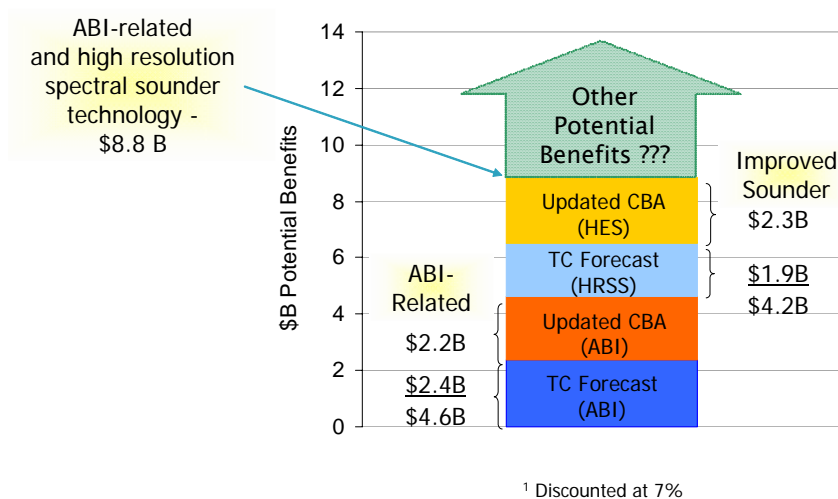 ABI-related
and high resolution
spectral sounder
technology -
$8.8 B
$B Potential Benefits
14
12
10
8
6
4
2
0
Other
Potential
Benefits ???
Updated CBA
(HES)
TC Forecast
(HRSS)
Updated CBA
(ABI)
TC Forecast
(ABI)
ABI-
Related
$2.2B
$2.4B
$4.6B
Improved
Sounder
$2.3B
$1.9B
$4.2B
1 Discounted at 7%